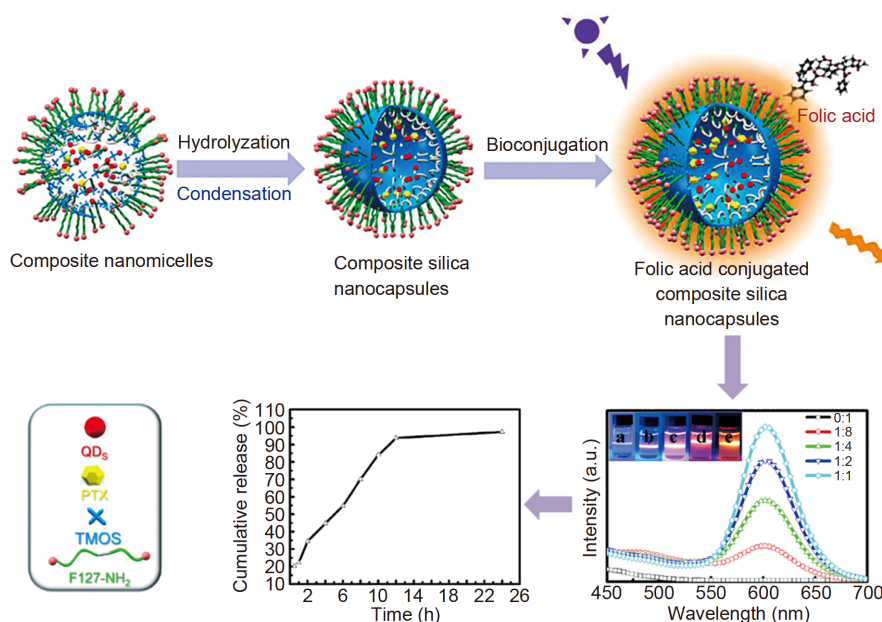 Folic acid
Hydrolyzation
Condensation
Bioconjugation
Composite nanomicelles
Composite silica
nanocapsules
Folic acid conjugated
composite silica
nanocapsules
QDS
PTX
TMOS
F127-NH2
Cumulative release (%)
110
100
90
80
70
60
50
40
30
20
10
2 6 10 14 18 22 26
Time (h)
Intensity (a.u.)
a b c d e
0:1
1:8
1:4
1:2
1:1
450 500 550 600 650 700
Wavelength (nm)